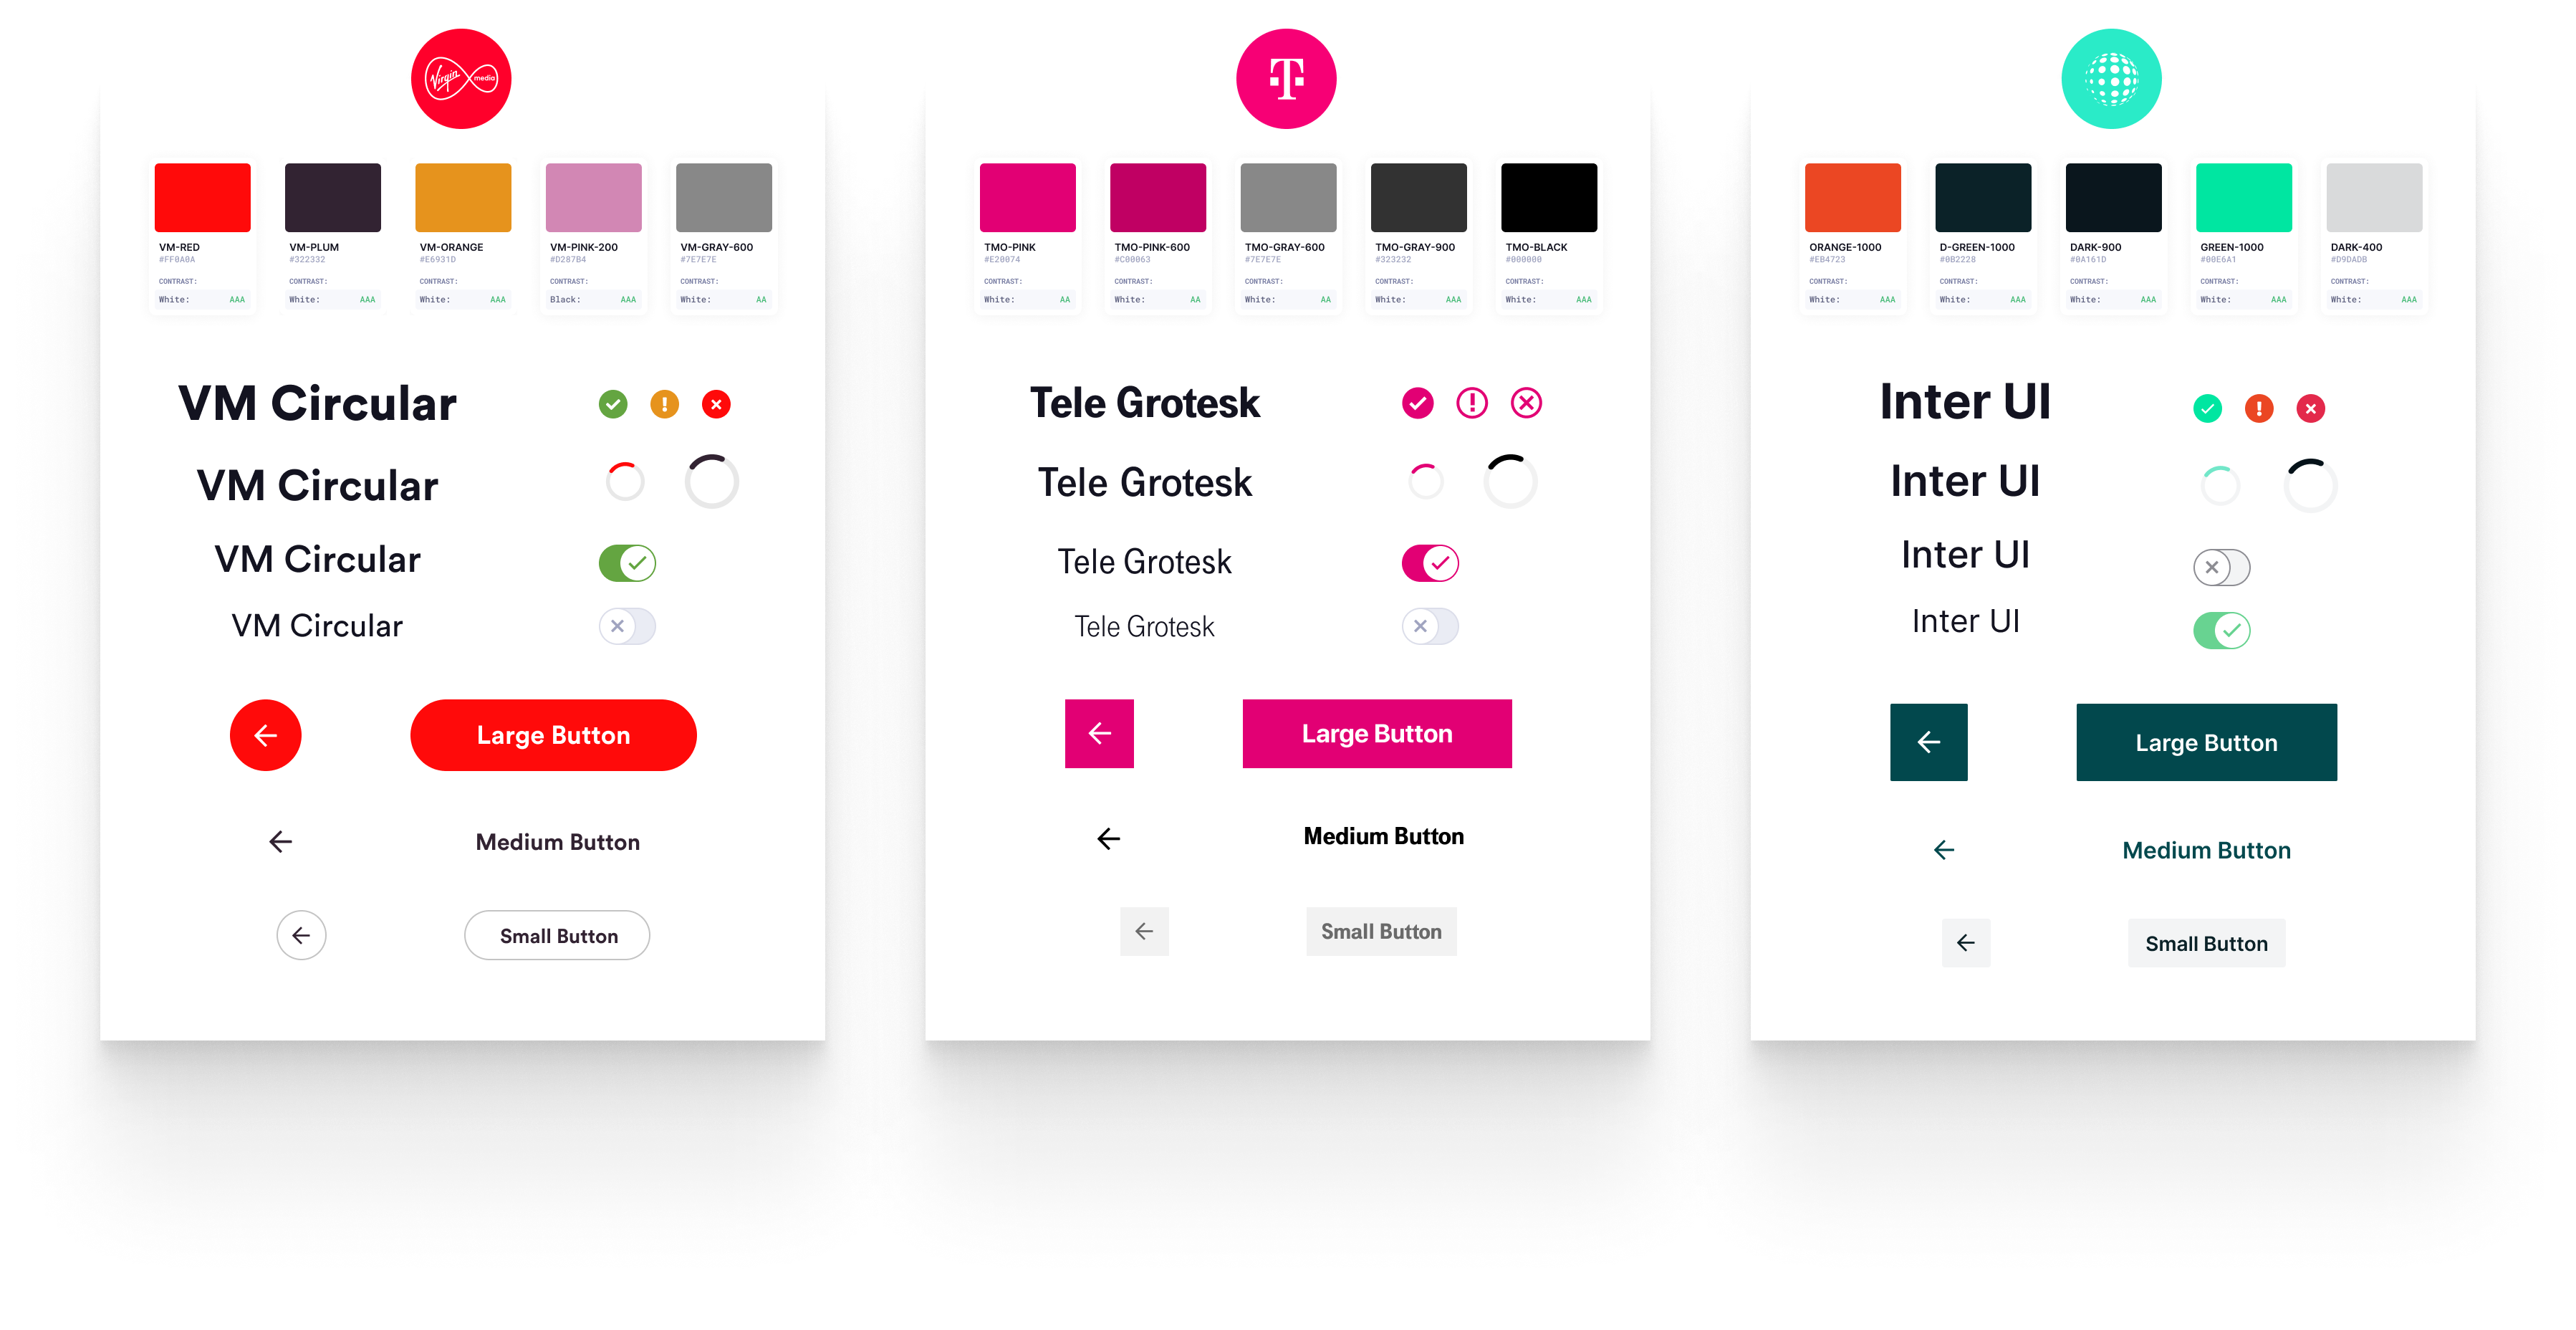 Virgin media
T
VM-RED
#FF0A0A
CONTRAST:
White: AAA
VM-PLUM
#322332
CONTRAST:
White: AAA
VM-ORANGE
#E6931D
CONTRAST:
White: AAA
VM-PINK-200
#D287B4
CONTRAST:
Black: AAA
VM-GRAY-600
#7E7E7E
CONTRAST:
White: AA
VM Circular
VM Circular
VM Circular
VM Circular
Large Button
Medium Button
Small Button
TMO-PINK
#E20074
CONTRAST:
White: AA
TMO-PINK-600
#C00063
CONTRAST:
White: AA
TMO-GRAY-600
#7E7E7E
CONTRAST:
White: AA
TMO-GRAY-900
#323232
CONTRAST:
White: AAA
TMO-BLACK
#000000
CONTRAST:
White: AAA
Tele Grotesk
Tele Grotesk
Tele Grotesk
Tele Grotesk
Large Button
Medium Button
Small Button
ORANGE-1000
#EB4723
CONTRAST:
White: AAA
D-GREEN-1000
#0B2228
CONTRAST:
White: AAA
DARK-900
#0A161D
CONTRAST:
White: AAA
GREEN-1000
#00E6A1
CONTRAST:
White: AAA
DARK-400
#D9DADB
CONTRAST:
White: AAA
Inter UI
Inter UI
Inter UI
Inter UI
Large Button
Medium Button
Small Button